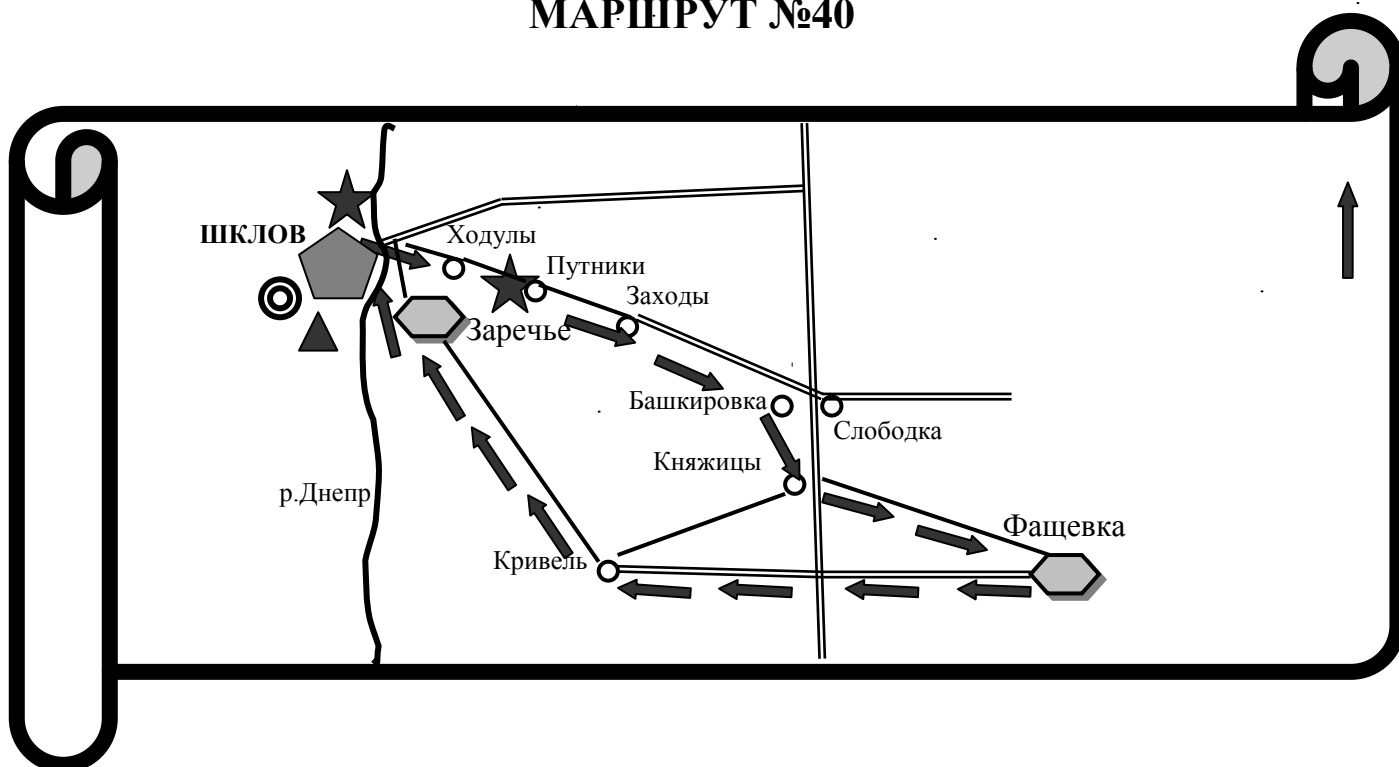 МАРШРУТ №40
ШКЛОВ
Ходулы
Путники
Заходы
Заречье
Башкировка
Слободка
Княжицы
р.Днепр
Фащевка
Кривель